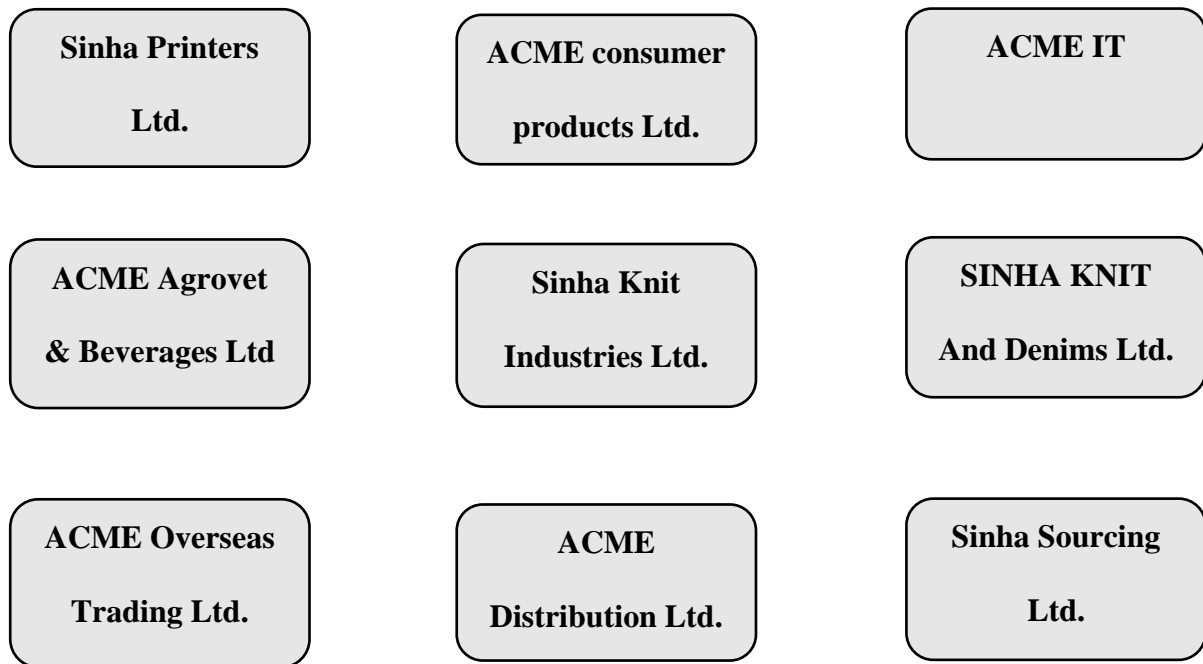 Sinha Printers
Ltd.
ACME consumer
products Ltd.
ACME IT
ACME Agrovet
& Beverages Ltd
Sinha Knit
Industries Ltd.
SINHA KNIT
And Denims Ltd.
ACME Overseas
Trading Ltd.
ACME
Distribution Ltd.
Sinha Sourcing
Ltd.